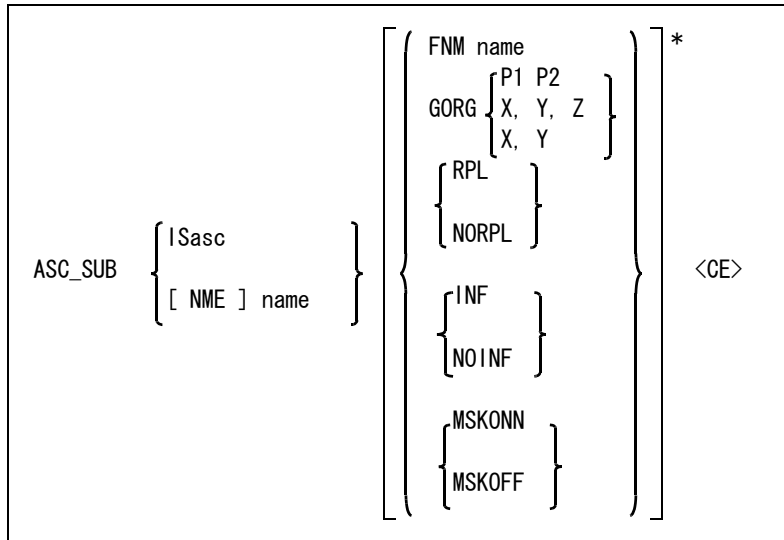 FNM name
*
P1 P2
GORG X, Y, Z
X, Y
RPL
NORPL
ISasc
ASC_SUB <CE>
[ NME ] name
INF
NOINF
MSKONN
MSKOFF